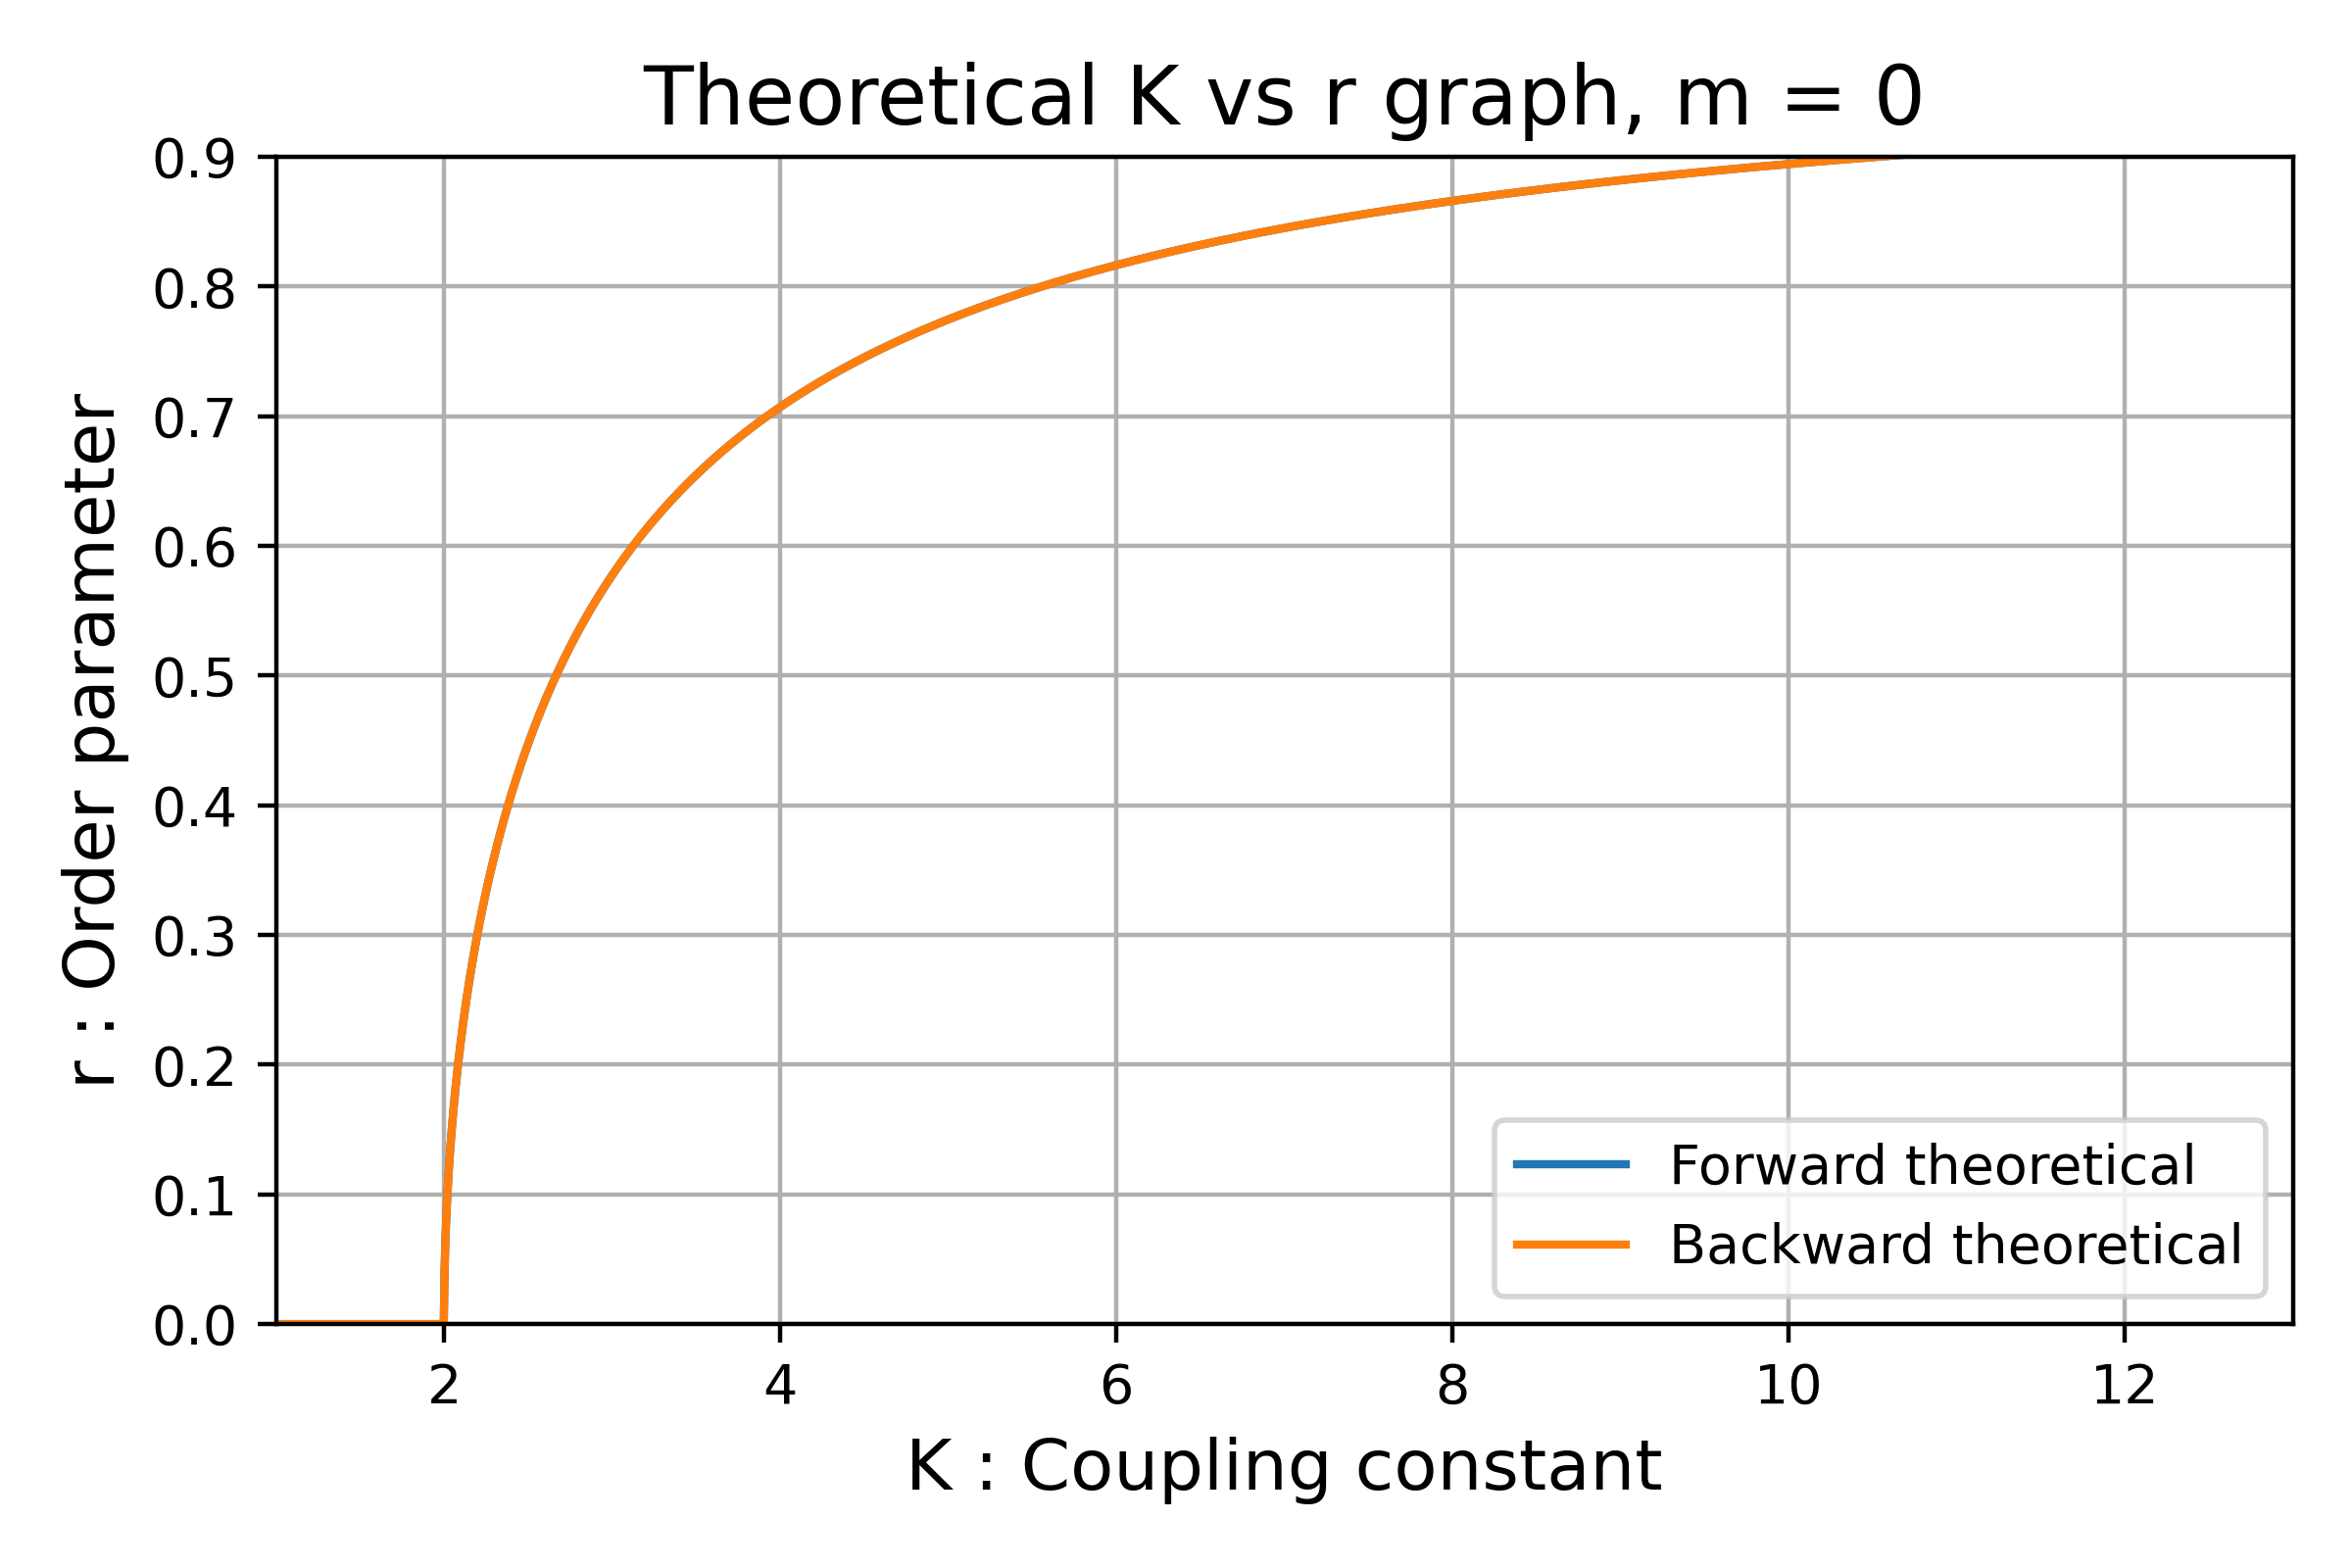 Theoretical K vs r graph, m = 0
r : Order parameter
0.9
0.8
0.7
0.6
0.5
0.4
0.3
0.2
0.1
0.0
Forward theoretical
Backward theoretical
2 4 6 8 10 12
K : Coupling constant